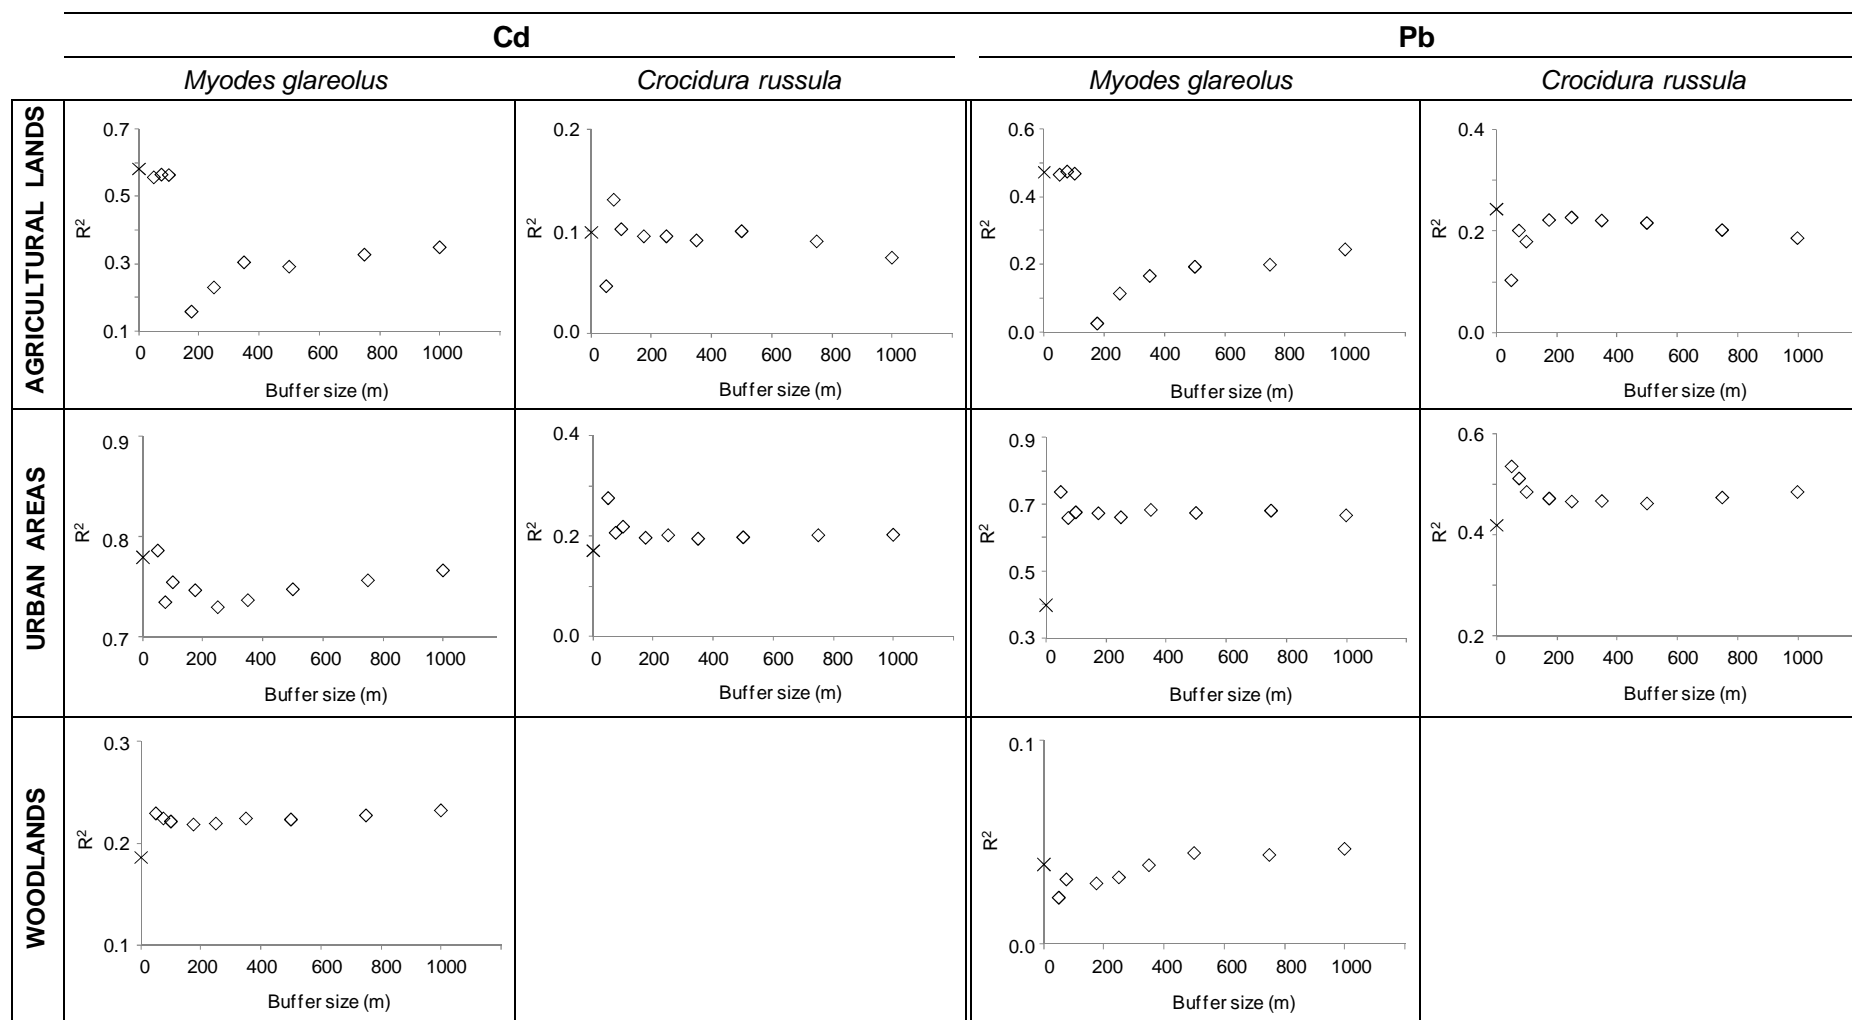 Cd Pb
Myodes glareolus Crocidura russula Myodes glareolus Crocidura russula
AGRICULTURAL LANDS
0.7
0.5
0.3
0.1
R²
0 200 400 600 800 1000
Buffer size (m)
0.2
0.1
0.0
R²
0 200 400 600 800 1000
Buffer size (m)
0.6
0.4
0.2
0.0
R²
0 200 400 600 800 1000
Buffer size (m)
0.4
0.2
0.0
R²
0 200 400 600 800 1000
Buffer size (m)
URBAN AREAS
0.9
0.8
0.7
R²
0 200 400 600 800 1000
Buffer size (m)
0.4
0.2
0.0
R²
0 200 400 600 800 1000
Buffer size (m)
0.9
0.7
0.5
0.3
R²
0 200 400 600 800 1000
Buffer size (m)
0.6
0.4
0.2
R²
0 200 400 600 800 1000
Buffer size (m)
WOODLANDS
0.3
0.2
0.1
R²
0 200 400 600 800 1000
Buffer size (m)
0.1
0.0
R²
0 200 400 600 800 1000
Buffer size (m)